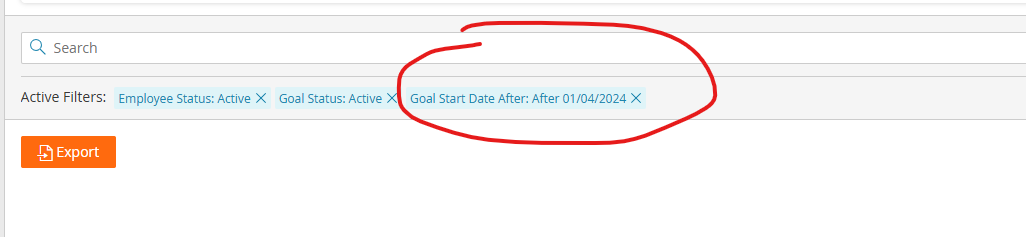 Search
Active Filters: Employee Status: Active Goal Status: Active Goal Start Date After: After 01/04/2024
Export